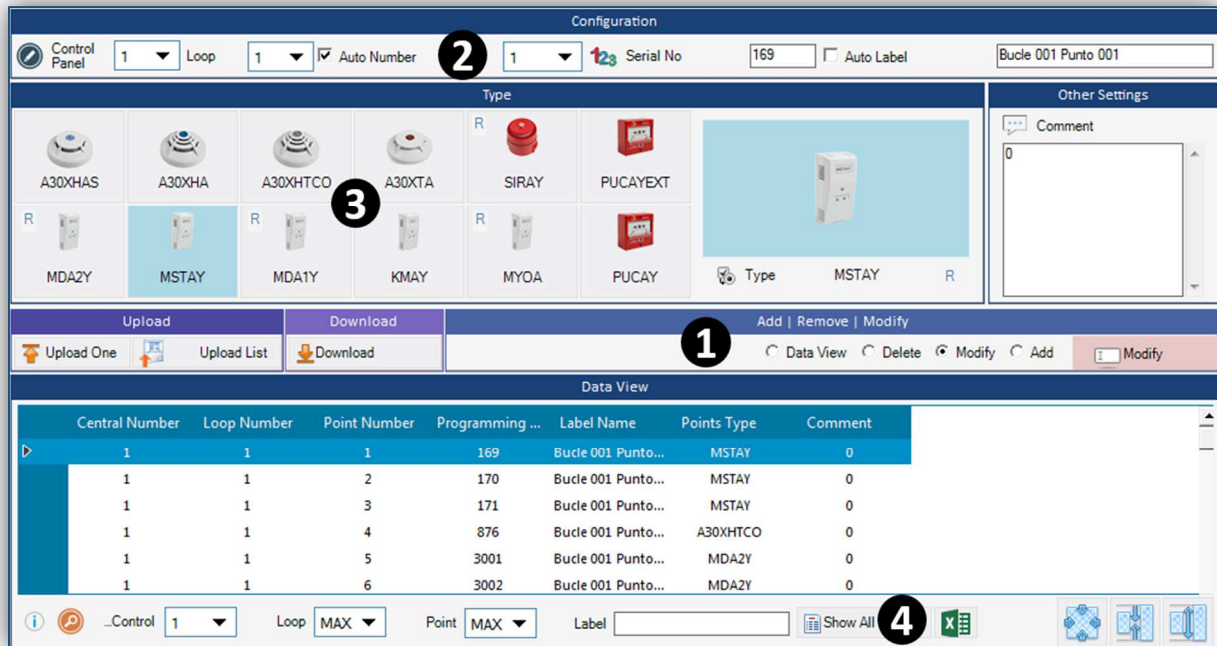 Configuration
Control Panel 1 Loop 1 Auto Number 2 1 123 Serial No 169 Auto Label Bucle 001 Punto 001
Type
Other Settings
R
Comment
0
A30XHAS A30XHA A30XHTCO A30XTA SIRAY PUCAYEXT
3
R R R
MDA2Y MSTAY MDA1Y KMAY MYOA PUCAY
Type MSTAY R
Upload Download Add | Remove | Modify
Upload One Upload List Download 1 Data View Delete Modify Add Modify
Data View
Central Number Loop Number Point Number Programming ... Label Name Points Type Comment
1 1 1 169 Bucle 001 Punto... MSTAY 0
1 1 2 170 Bucle 001 Punto... MSTAY 0
1 1 3 171 Bucle 001 Punto... MSTAY 0
1 1 4 876 Bucle 001 Punto... A30XHTCO 0
1 1 5 3001 Bucle 001 Punto... MDA2Y 0
1 1 6 3002 Bucle 001 Punto... MDA2Y 0
...Control 1 Loop MAX Point MAX Label Show All 4